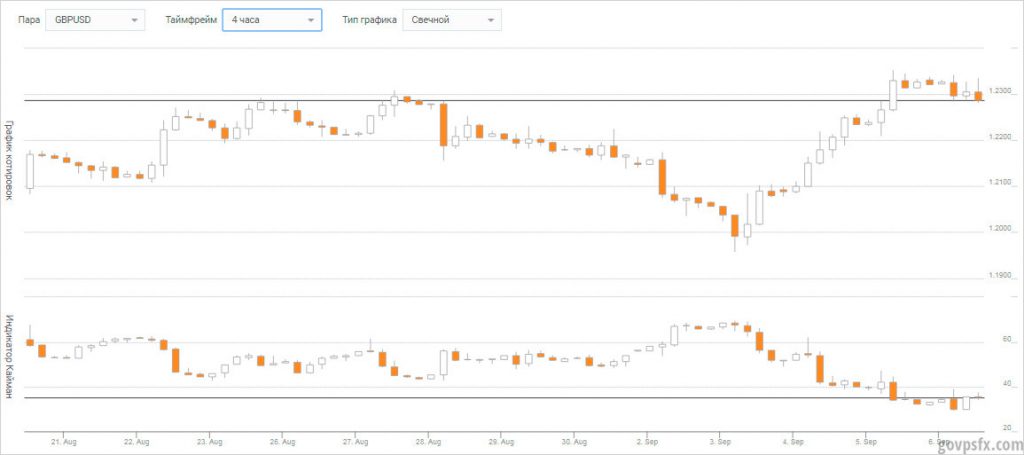 Пара GBPUSD Таймфрейм 4 часа Тип графика Свечной
График котировок
1.2300
1.2200
1.2100
1.2000
1.1900
Индикатор Кайман
60
40
20
21. Aug 22. Aug 23. Aug 26. Aug 27. Aug 28. Aug 29. Aug 30. Aug 2. Sep 3. Sep 4. Sep 5. Sep 6. Sep
govpsfx.com